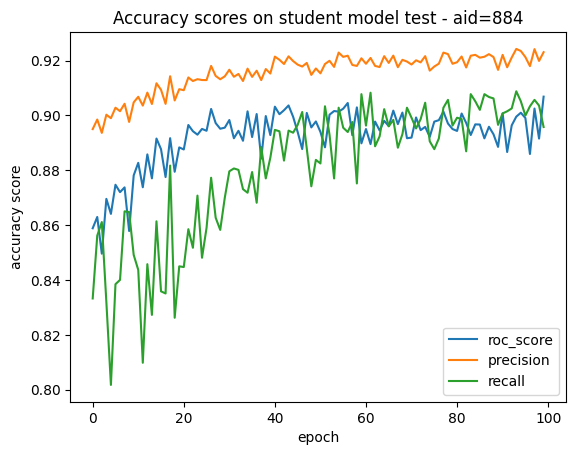 Accuracy scores on student model test - aid=884
accuracy score
0.92
0.90
0.88
0.86
0.84
0.82
0.80
0
20
40
60
80
100
epoch
roc_score
precision
recall